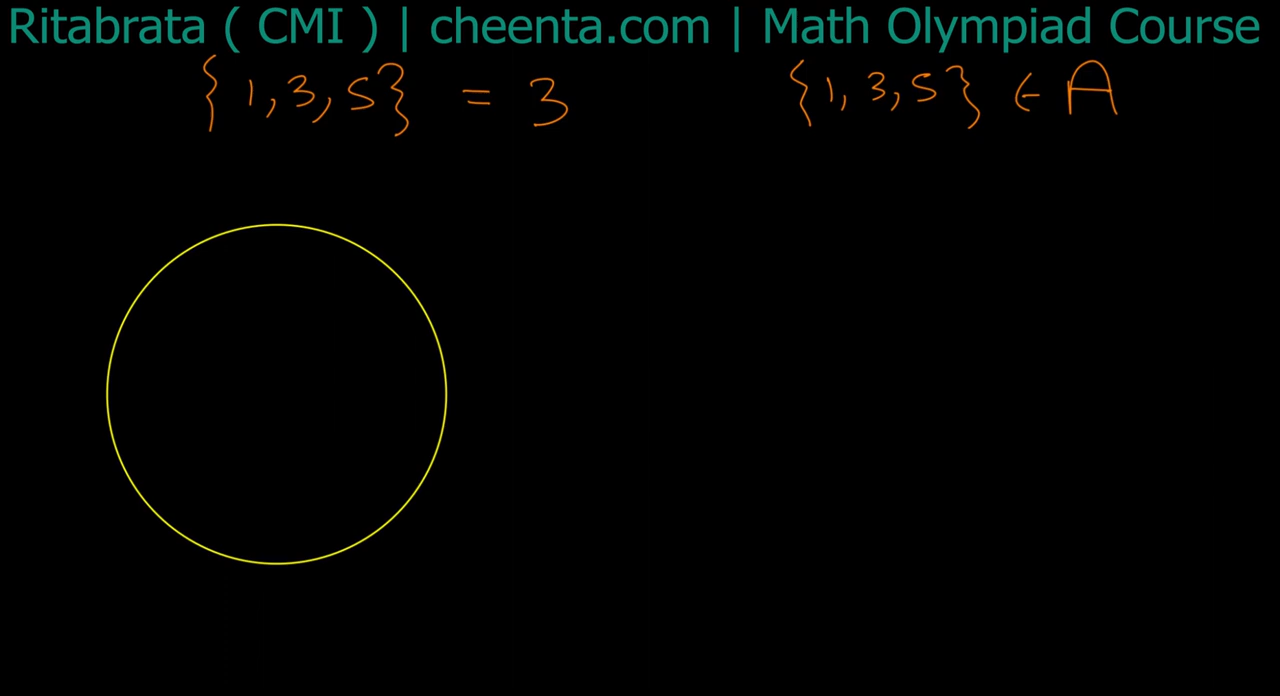 Ritabrata ( CMI ) | cheenta.com | Math Olympiad Course
{1, 3, 5} = 3 {1, 3, 5} ∈ A